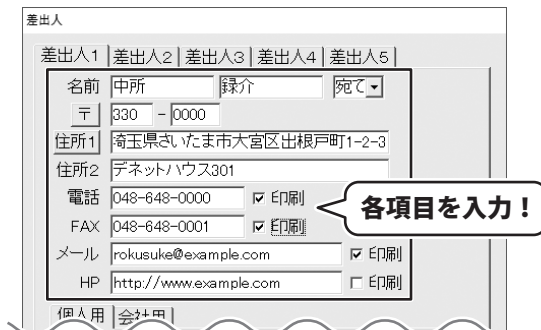 差出人
差出人1 差出人2 差出人3 差出人4 差出人5
名前 中所 録介 宛て
〒 330 - 0000
住所1 埼玉県さいたま市大宮区出根戸町1-2-3
住所2 デネットハウス301
電話 048-648-0000 印刷
FAX 048-648-0001 印刷
各項目を入力!
メール rokusuke@example.com 印刷
HP http://www.example.com 印刷
個人用 会社用